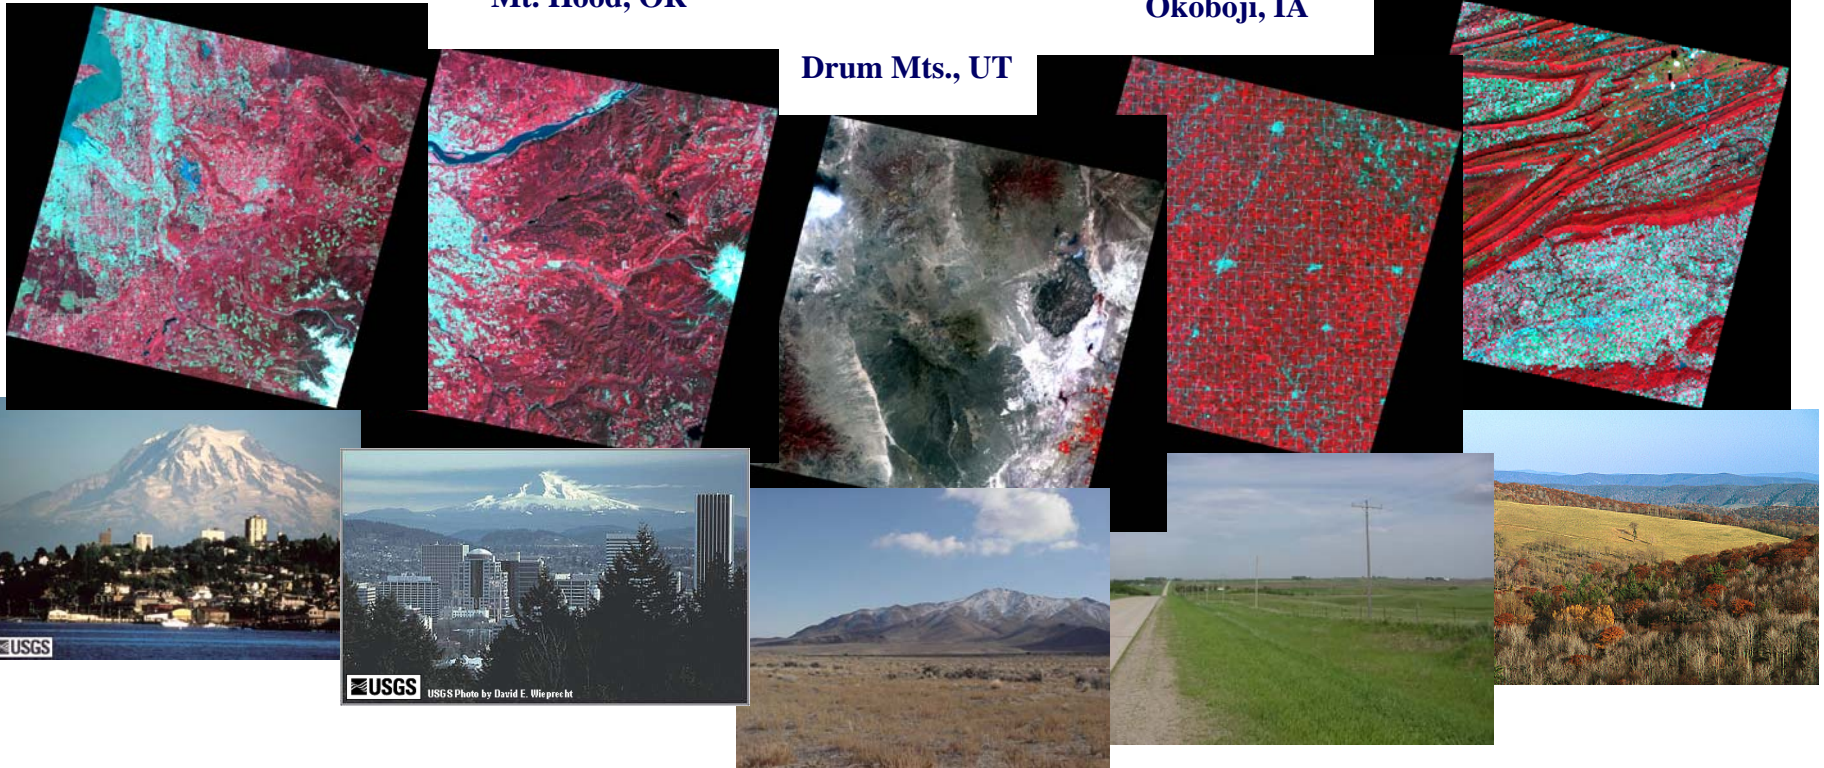 Mt. Hood, OR
Okoboji, IA
Drum Mts., UT
USGS
USGS
USGS Photo by David E. Wieprecht